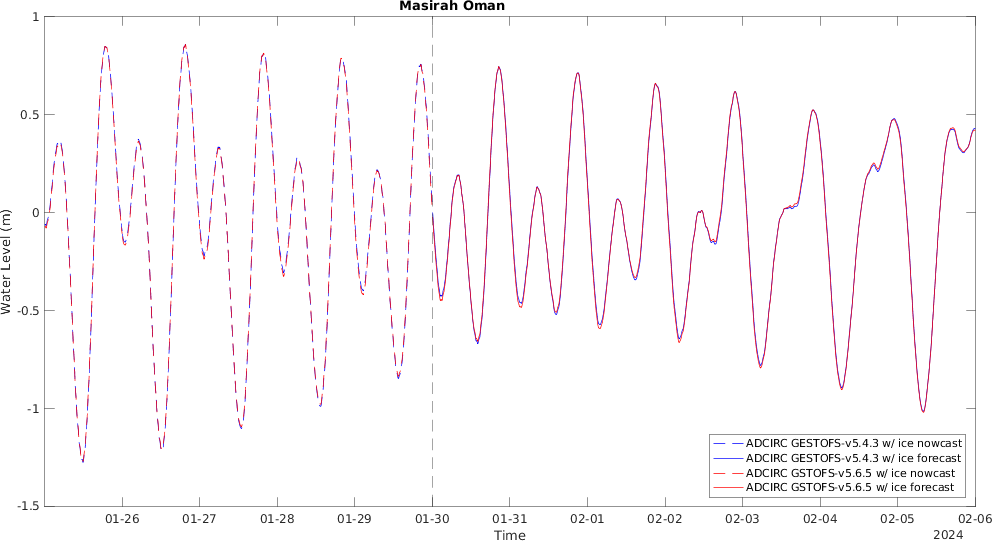 Masirah Oman
1
0.5
0
-0.5
-1
-1.5
Water Level (m)
01-26 01-27 01-28 01-29 01-30 01-31 02-01 02-02 02-03 02-04 02-05 02-06
Time
2024
ADCIRC GESTOFS-v5.4.3 w/ ice nowcast
ADCIRC GESTOFS-v5.4.3 w/ ice forecast
ADCIRC GSTOFS-v5.6.5 w/ ice nowcast
ADCIRC GSTOFS-v5.6.5 w/ ice forecast